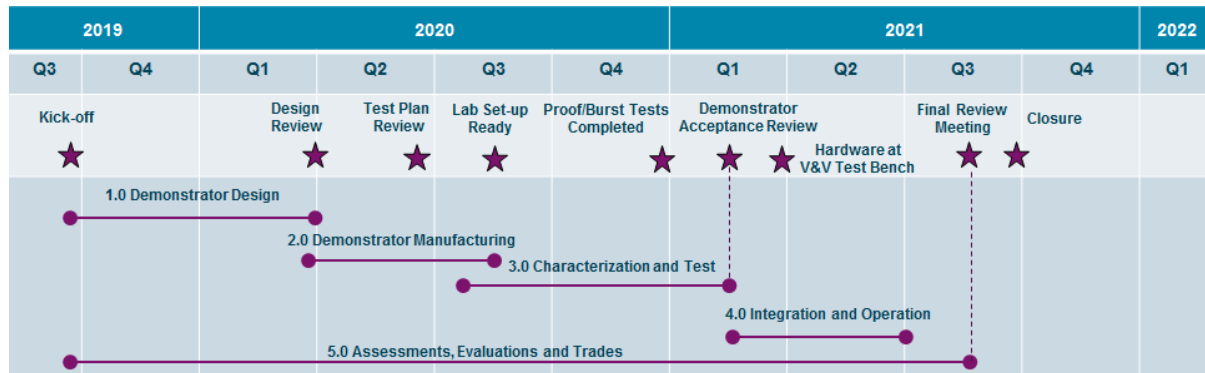 2019 2020 2021 2022
Q3 Q4 Q1 Q2 Q3 Q4 Q1 Q2 Q3 Q4 Q1
Kick-off
Design
Review
Test Plan
Review
Lab Set-up
Ready
Proof/Burst Tests
Completed
Demonstrator
Acceptance Review
Hardware at
V&V Test Bench
Final Review
Meeting
Closure
1.0 Demonstrator Design
2.0 Demonstrator Manufacturing
3.0 Characterization and Test
4.0 Integration and Operation
5.0 Assessments, Evaluations and Trades